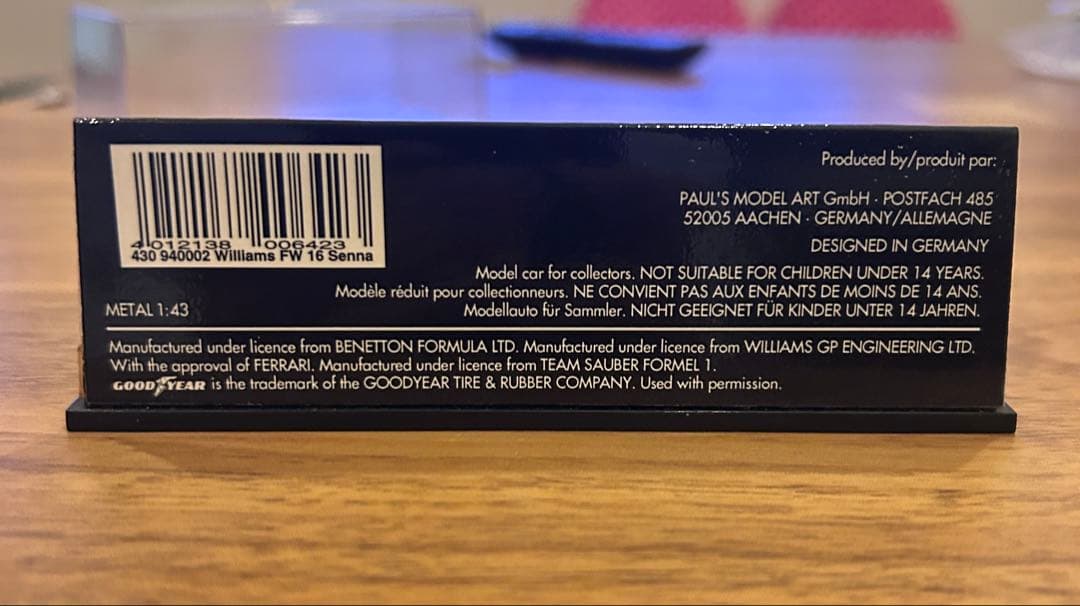 4 012138 006423
430 940002 Williams FW 16 Senna
METAL 1:43
Produced by/produit par:
PAUL'S MODEL ART GmbH · POSTFACH 485
52005 AACHEN · GERMANY/ALLEMAGNE
DESIGNED IN GERMANY
Model car for collectors. NOT SUITABLE FOR CHILDREN UNDER 14 YEARS.
Modèle réduit pour collectionneurs. NE CONVIENT PAS AUX ENFANTS DE MOINS DE 14 ANS.
Modellauto für Sammler. NICHT GEEIGNET FÜR KINDER UNTER 14 JAHREN.
Manufactured under licence from BENETTON FORMULA LTD. Manufactured under licence from WILLIAMS GP ENGINEERING LTD.
With the approval of FERRARI. Manufactured under licence from TEAM SAUBER FORMEL 1.
GOODYEAR is the trademark of the GOODYEAR TIRE & RUBBER COMPANY. Used with permission.